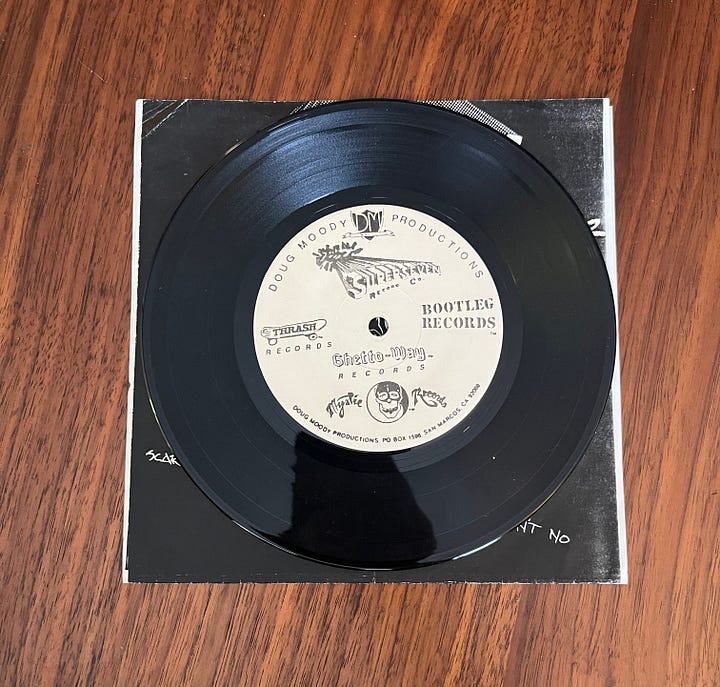 DOUG MOODY DM PRODUCTIONS
SUPERSEVEN
RECORD CO.
BOOTLEG
RECORDS
THRASH
RECORDS
Ghetto-Way
RECORDS
Mystic Records
DOUG MOODY PRODUCTIONS, PO BOX 1596, SAN MARCOS, CA 92069
NO